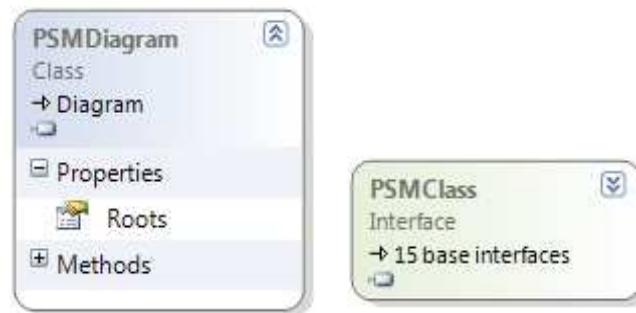 PSMDiagram
Class
Diagram
Properties
Roots
Methods
PSMClass
Interface
15 base interfaces